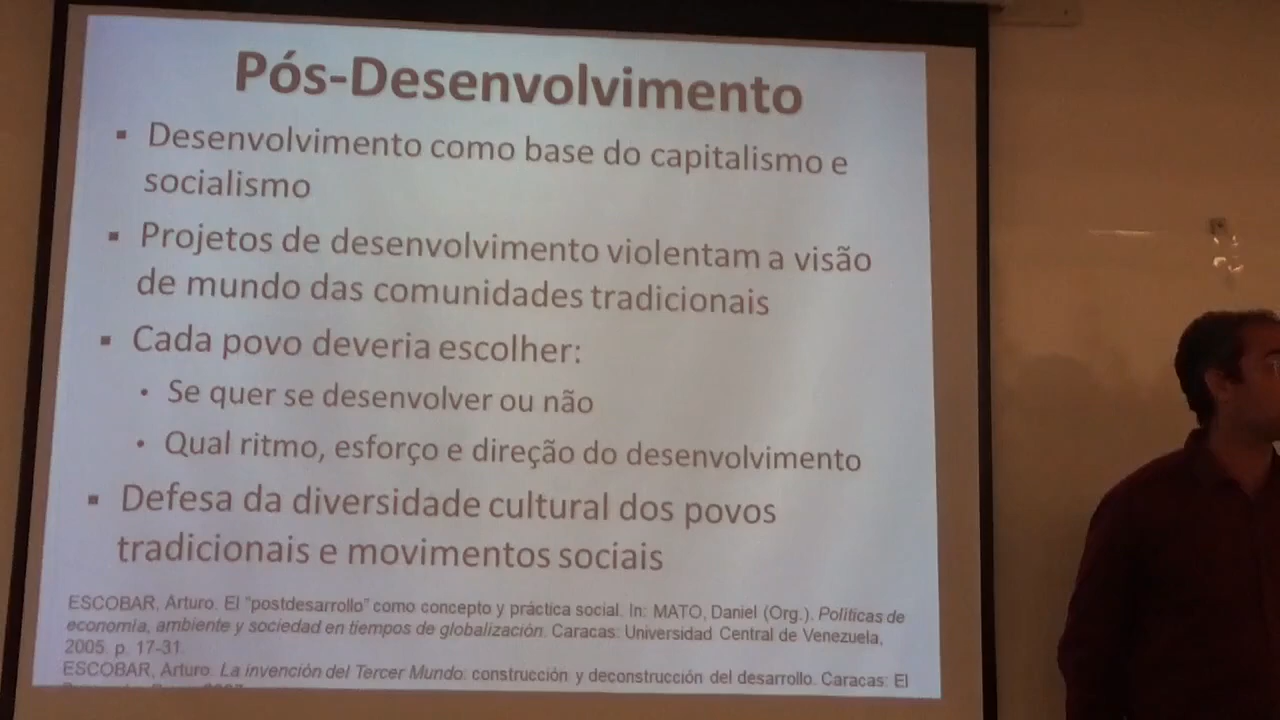 Pós-Desenvolvimento
▪ Desenvolvimento como base do capitalismo e
socialismo
▪ Projetos de desenvolvimento violentam a visão
de mundo das comunidades tradicionais
▪ Cada povo deveria escolher:
• Se quer se desenvolver ou não
• Qual ritmo, esforço e direção do desenvolvimento
▪ Defesa da diversidade cultural dos povos
tradicionais e movimentos sociais
ESCOBAR, Arturo. El "postdesarrollo" como concepto y práctica social. In: MATO, Daniel (Org.). Políticas de
economía, ambiente y sociedad en tiempos de globalización. Caracas: Universidad Central de Venezuela,
2005. p. 17-31.
ESCOBAR, Arturo. La invención del Tercer Mundo: construcción y deconstrucción del desarrollo. Caracas: El